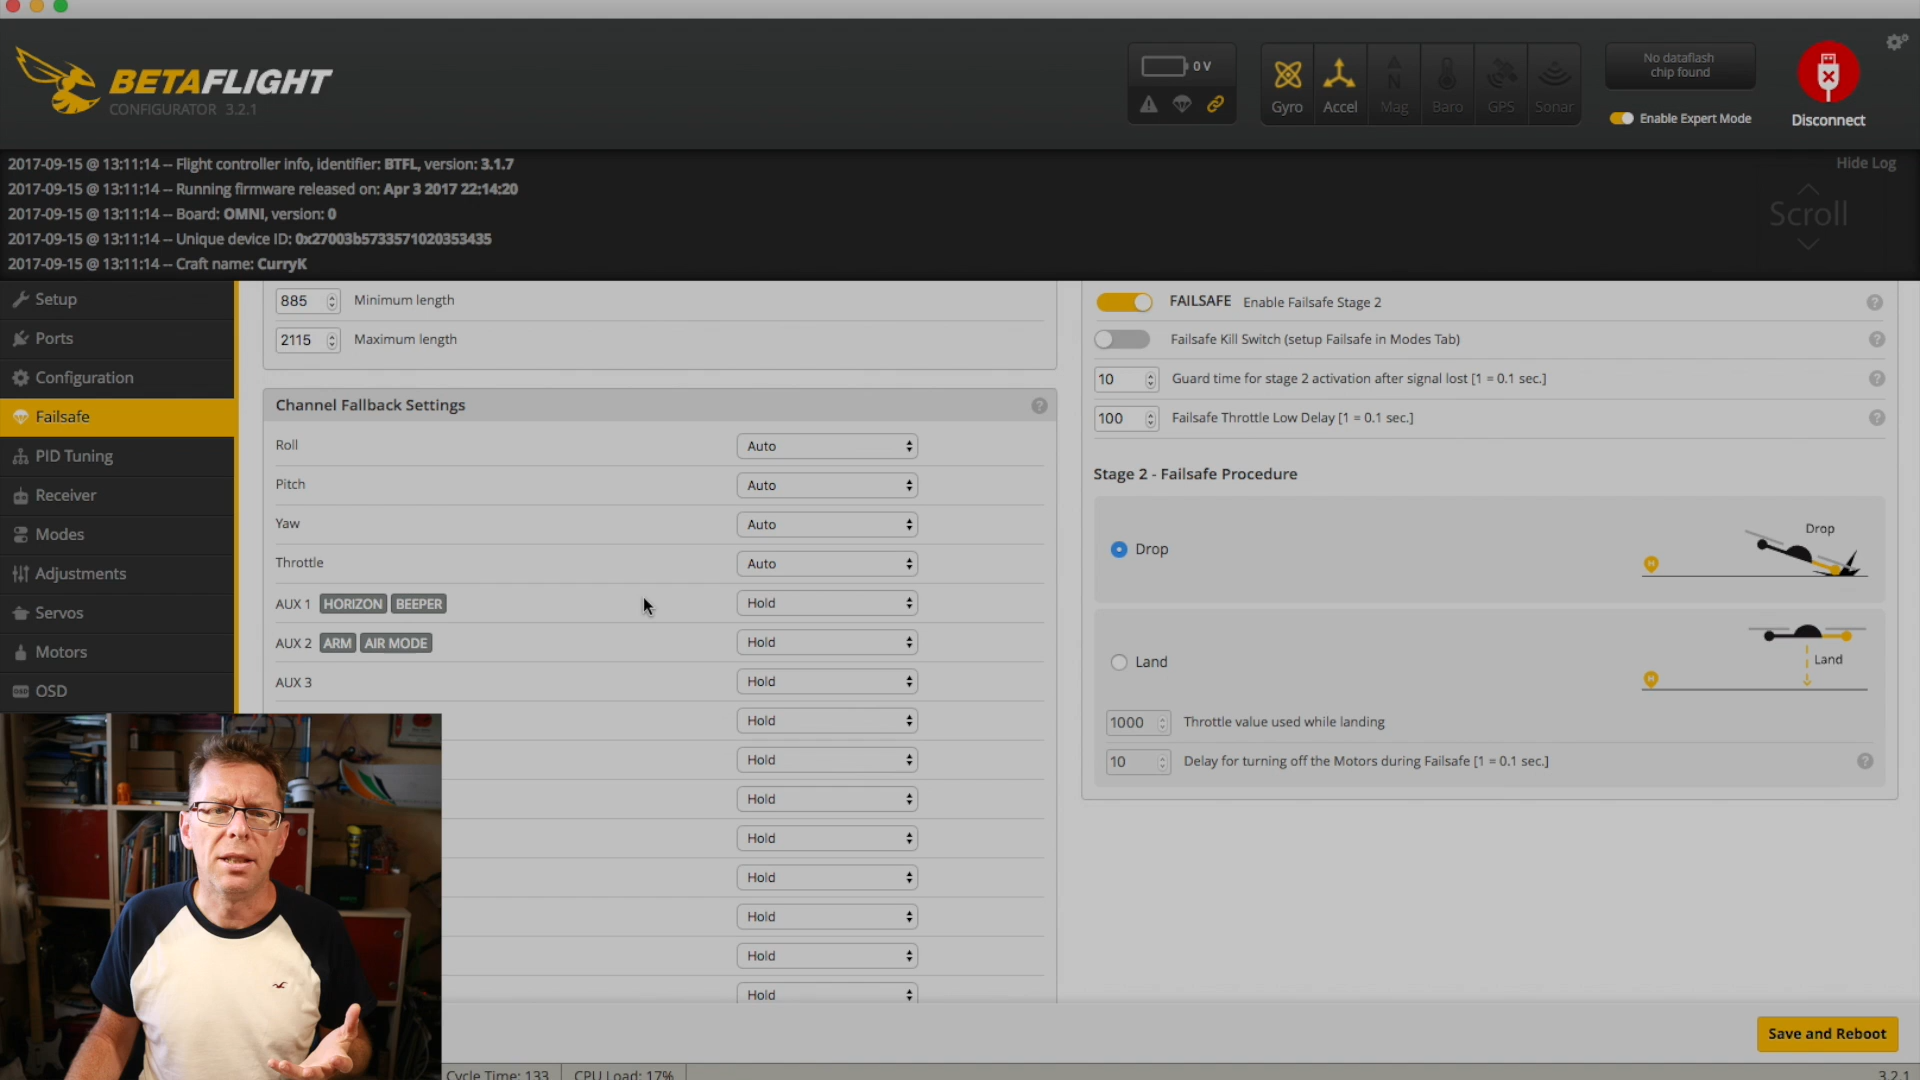 BETAFLIGHT
CONFIGURATOR 3.2.1
0 V
Gyro
Accel
Mag
Baro
GPS
Sonar
No dataflash
chip found
Enable Expert Mode
Disconnect
2017-09-15 @ 13:11:14 -- Flight controller info, identifier: BTFL, version: 3.1.7
2017-09-15 @ 13:11:14 -- Running firmware released on: Apr 3 2017 22:14:20
2017-09-15 @ 13:11:14 -- Board: OMNI, version: 0
2017-09-15 @ 13:11:14 -- Unique device ID: 0x27003b5733571020353435
2017-09-15 @ 13:11:14 -- Craft name: CurryK
Hide Log
Scroll
Setup
Ports
Configuration
Failsafe
PID Tuning
Receiver
Modes
Adjustments
Servos
Motors
OSD
885 Minimum length
2115 Maximum length
Channel Fallback Settings
Roll Auto
Pitch Auto
Yaw Auto
Throttle Auto
AUX 1 HORIZON BEEPER Hold
AUX 2 ARM AIR MODE Hold
AUX 3 Hold
Hold
Hold
Hold
Hold
Hold
Hold
Hold
Hold
FAILSAFE Enable Failsafe Stage 2
Failsafe Kill Switch (setup Failsafe in Modes Tab)
10 Guard time for stage 2 activation after signal lost [1 = 0.1 sec.]
100 Failsafe Throttle Low Delay [1 = 0.1 sec.]
Stage 2 - Failsafe Procedure
Drop
Drop
Land
Land
1000 Throttle value used while landing
10 Delay for turning off the Motors during Failsafe [1 = 0.1 sec.]
Save and Reboot
Cycle Time: 133 CPU Load: 17%
3.2.1